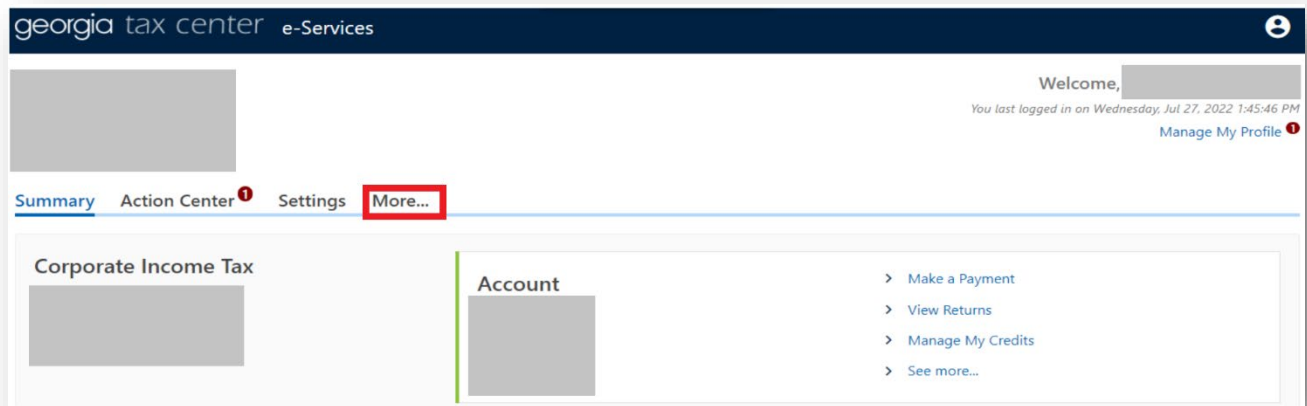 georgia tax center e-Services
Welcome,
You last logged in on Wednesday, Jul 27, 2022 1:45:46 PM
Manage My Profile 1
Summary Action Center 1 Settings More...
Corporate Income Tax
Account
> Make a Payment
> View Returns
> Manage My Credits
> See more...